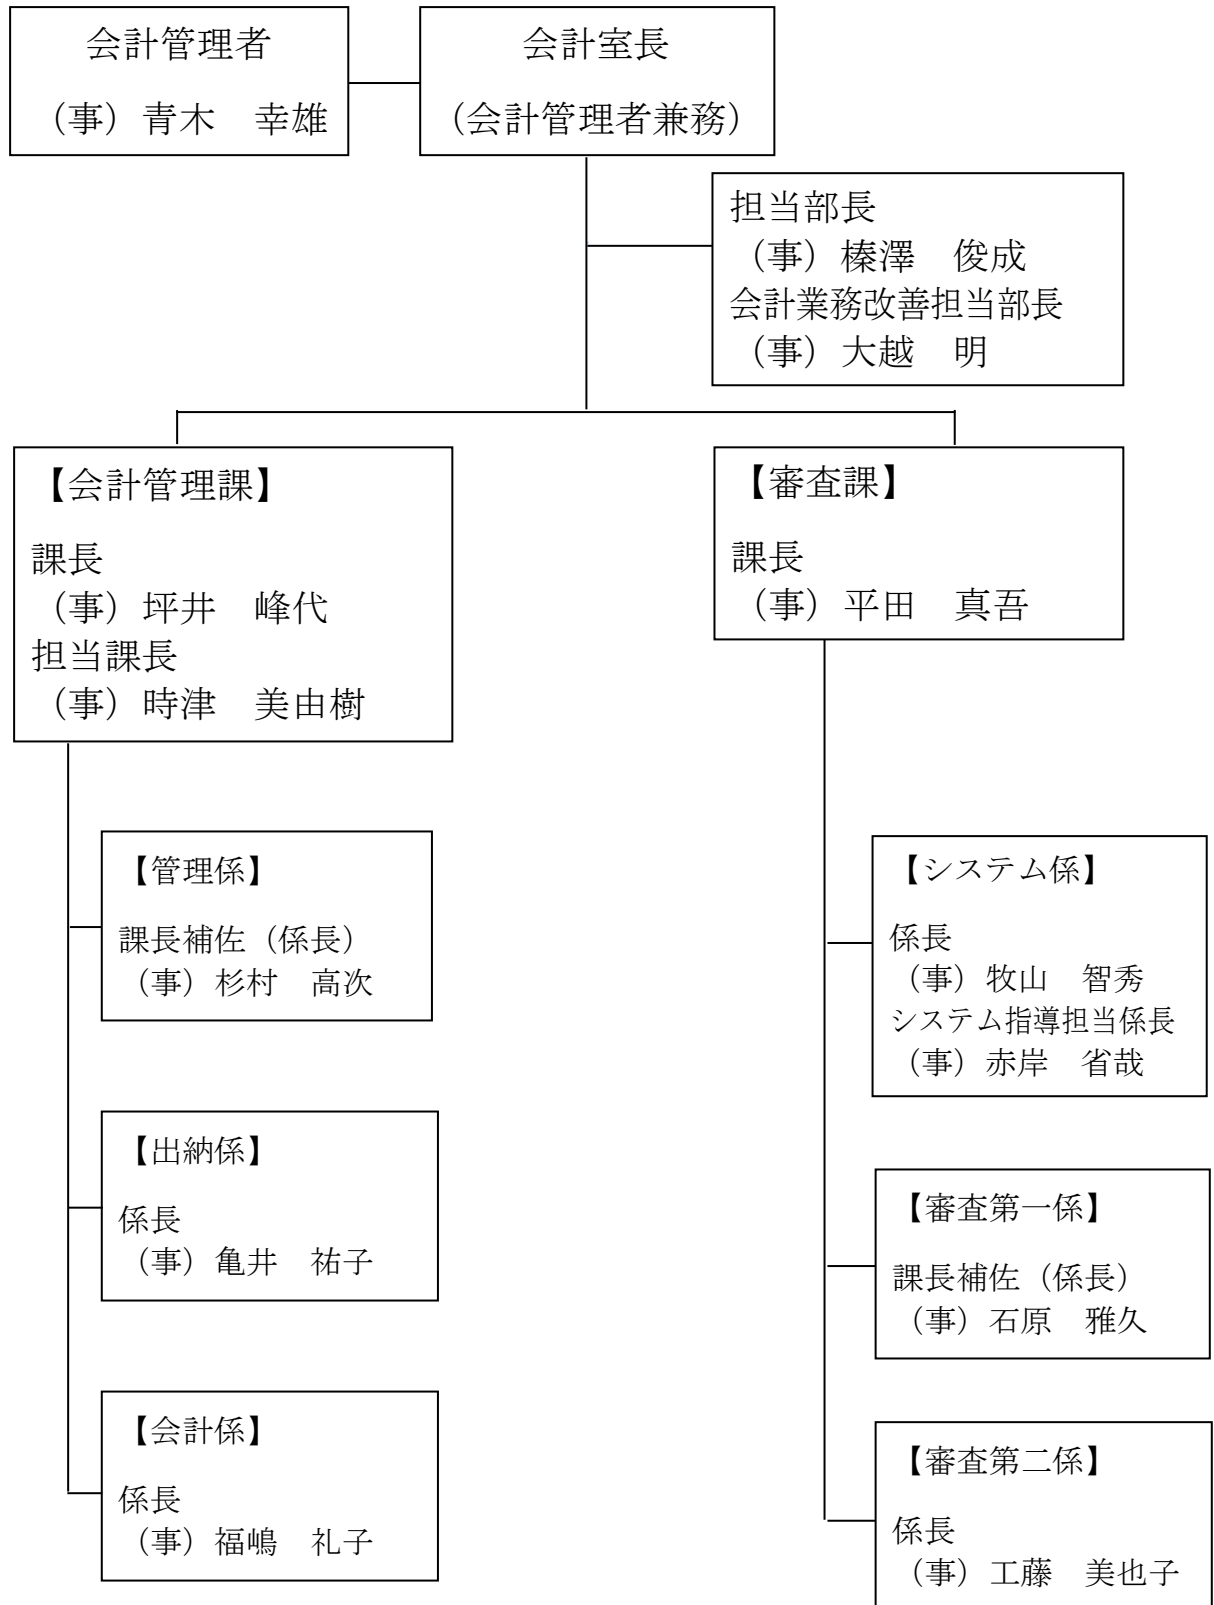 会計管理者
（事）青木　幸雄
会計室長
（会計管理者兼務）
担当部長
（事）榛澤　俊成
会計業務改善担当部長
（事）大越　明
【会計管理課】
課長
（事）坪井　峰代
担当課長
（事）時津　美由樹
【審査課】
課長
（事）平田　真吾
【管理係】
課長補佐（係長）
（事）杉村　高次
【出納係】
係長
（事）亀井　祐子
【会計係】
係長
（事）福嶋　礼子
【システム係】
係長
（事）牧山　智秀
システム指導担当係長
（事）赤岸　省哉
【審査第一係】
課長補佐（係長）
（事）石原　雅久
【審査第二係】
係長
（事）工藤　美也子